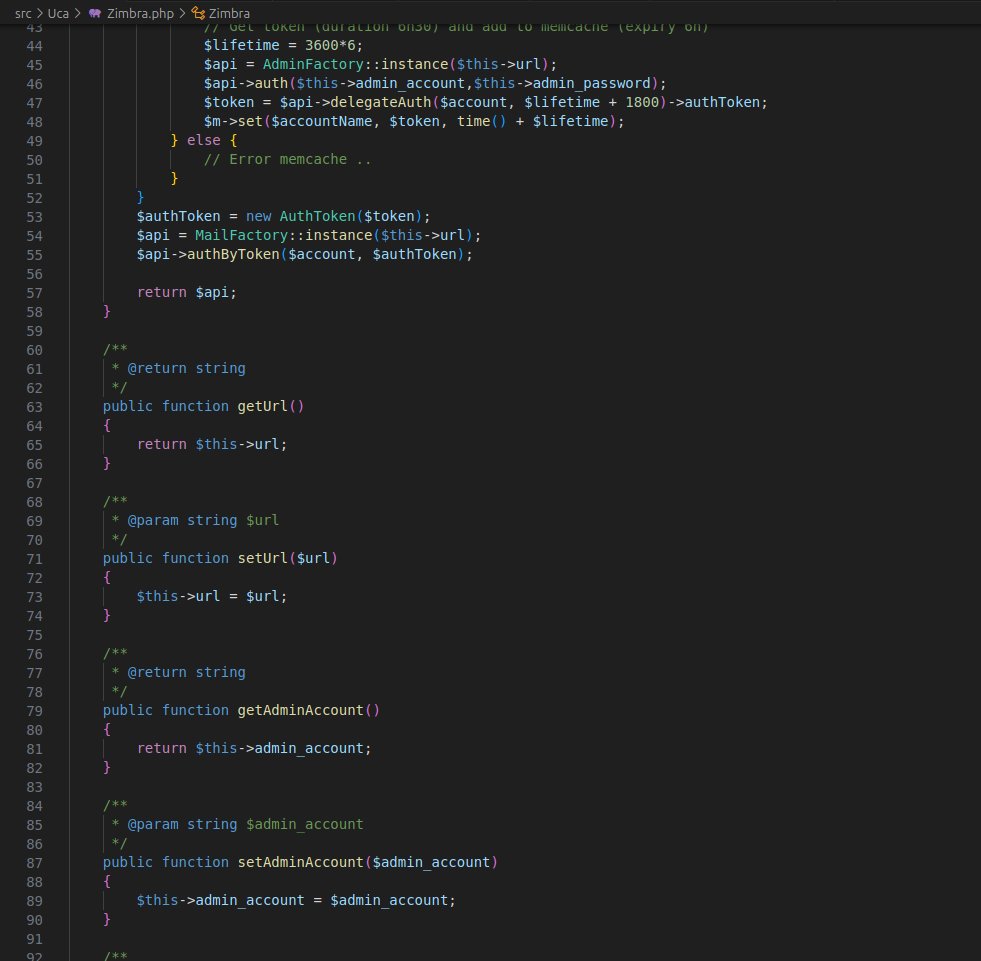 src > Uca > Zimbra.php > Zimbra
43 // Get token (duration 6h30) and add to memcache (expiry 6h)
44 $lifetime = 3600*6;
45 $api = AdminFactory::instance($this->url);
46 $api->auth($this->admin_account,$this->admin_password);
47 $token = $api->delegateAuth($account, $lifetime + 1800)->authToken;
48 $m->set($accountName, $token, time() + $lifetime);
49 } else {
50 // Error memcache ..
51 }
52 }
53 $authToken = new AuthToken($token);
54 $api = MailFactory::instance($this->url);
55 $api->authByToken($account, $authToken);
56
57 return $api;
58 }
59
60 /**
61 * @return string
62 */
63 public function getUrl()
64 {
65 return $this->url;
66 }
67
68 /**
69 * @param string $url
70 */
71 public function setUrl($url)
72 {
73 $this->url = $url;
74 }
75
76 /**
77 * @return string
78 */
79 public function getAdminAccount()
80 {
81 return $this->admin_account;
82 }
83
84 /**
85 * @param string $admin_account
86 */
87 public function setAdminAccount($admin_account)
88 {
89 $this->admin_account = $admin_account;
90 }
91
92 /**